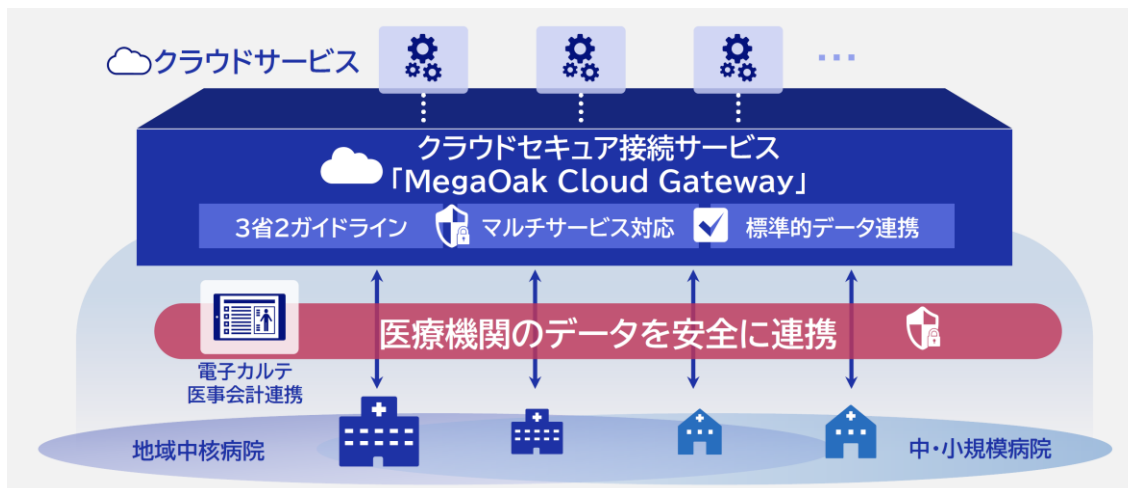 クラウドサービス
…
クラウドセキュア接続サービス
「MegaOak Cloud Gateway」
3省2ガイドライン
マルチサービス対応
標準的データ連携
医療機関のデータを安全に連携
電子カルテ
医事会計連携
地域中核病院
中・小規模病院